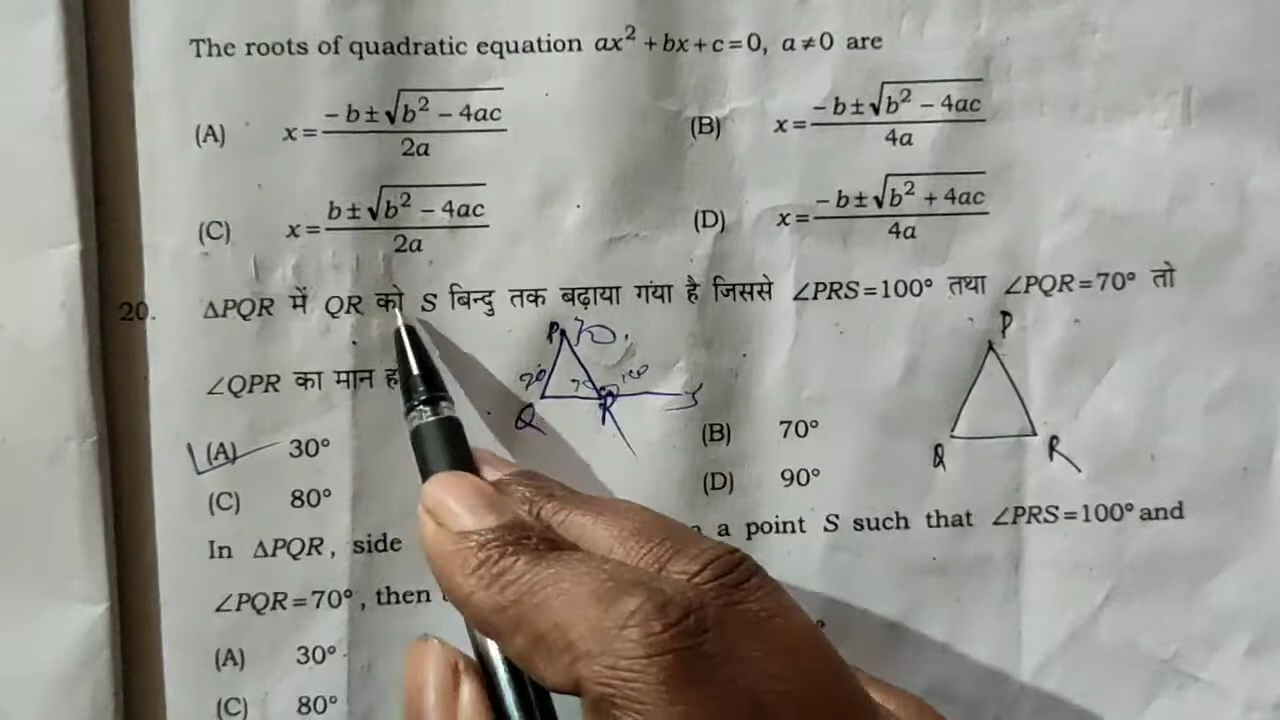 The roots of quadratic equation ax² + bx + c = 0, a ≠ 0 are
(A) x = (-b ± √(b² - 4ac)) / 2a (B) x = (-b ± √(b² - 4ac)) / 4a
(C) x = (b ± √(b² - 4ac)) / 2a (D) x = (-b ± √(b² + 4ac)) / 4a
20. ΔPQR में QR को S बिन्दु तक बढ़ाया गया है जिससे ∠PRS = 100° तथा ∠PQR = 70° तो
P
P
∠QPR का मान
100 S
Q R
Q R
(A) 30° (B) 70°
(C) 80° (D) 90°
In ΔPQR, side a point S such that ∠PRS = 100° and
∠PQR = 70°, then
(A) 30°
(C) 80°